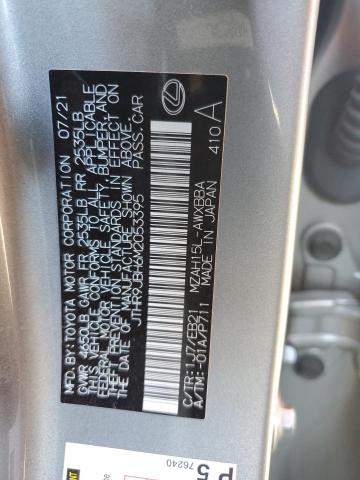 MFD. BY: TOYOTA MOTOR CORPORATION 07/21
GVWR 4650LB GAWR FR 2535LB RR 2535LB
THIS VEHICLE CONFORMS TO ALL APPLICABLE
FEDERAL MOTOR VEHICLE SAFETY, BUMPER, AND
THEFT PREVENTION STANDARDS IN EFFECT ON
THE DATE OF MANUFACTURE SHOWN ABOVE.
JTHR9JBH6M2053395 PASS.CAR
C/TR: 1J7/EB21 MZAH15L-AWXBBA
A/TM: -01A/P711 MADE IN JAPAN
410 A
P 5
76240